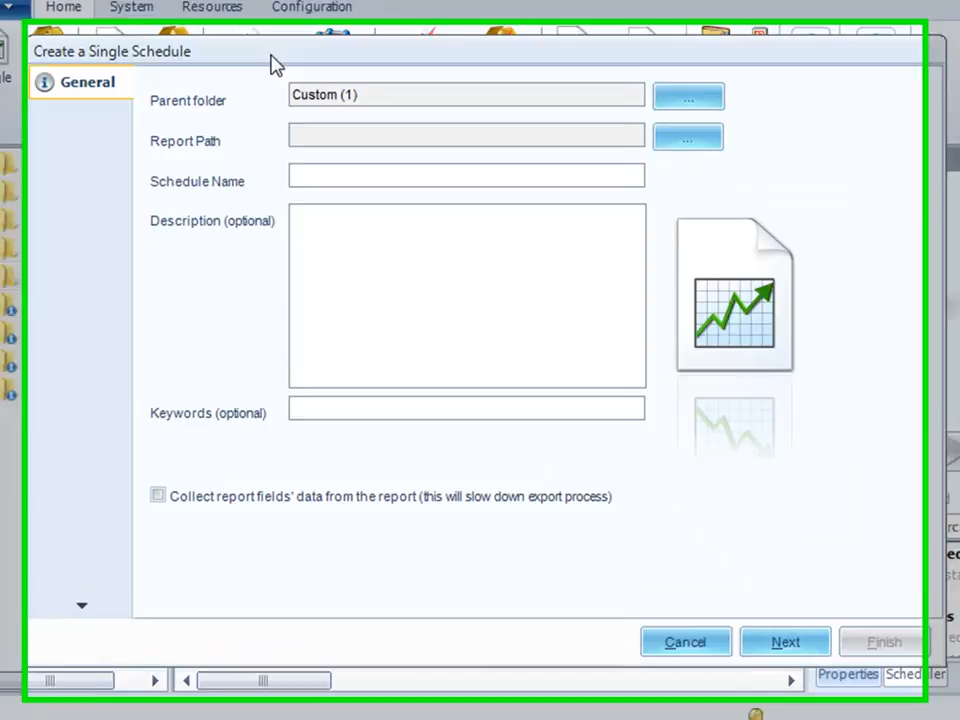 Home System Resources Configuration
Create a Single Schedule
General
Parent folder Custom (1) ...
Report Path ...
Schedule Name
Description (optional)
Keywords (optional)
Collect report fields' data from the report (this will slow down export process)
Cancel Next Finish
Properties Scheduler